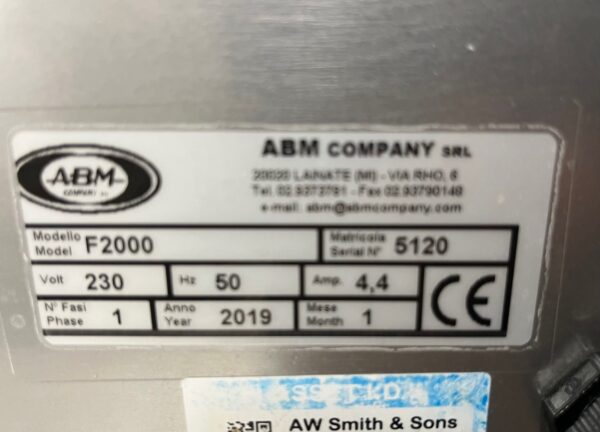 ABM COMPANY SRL
ABM
COMPANY
20020 LAINATE (MI) - VIA RHO, 6
e-mail: abm@abmcompany.com
Modello
Model F2000
Matricola
Serial N° 5120
Volt 230 Hz 50 Amp. 4,4
N° Fasi
Phase 1
Anno
Year 2019
Mese
Month 1
CE
AW Smith & Sons